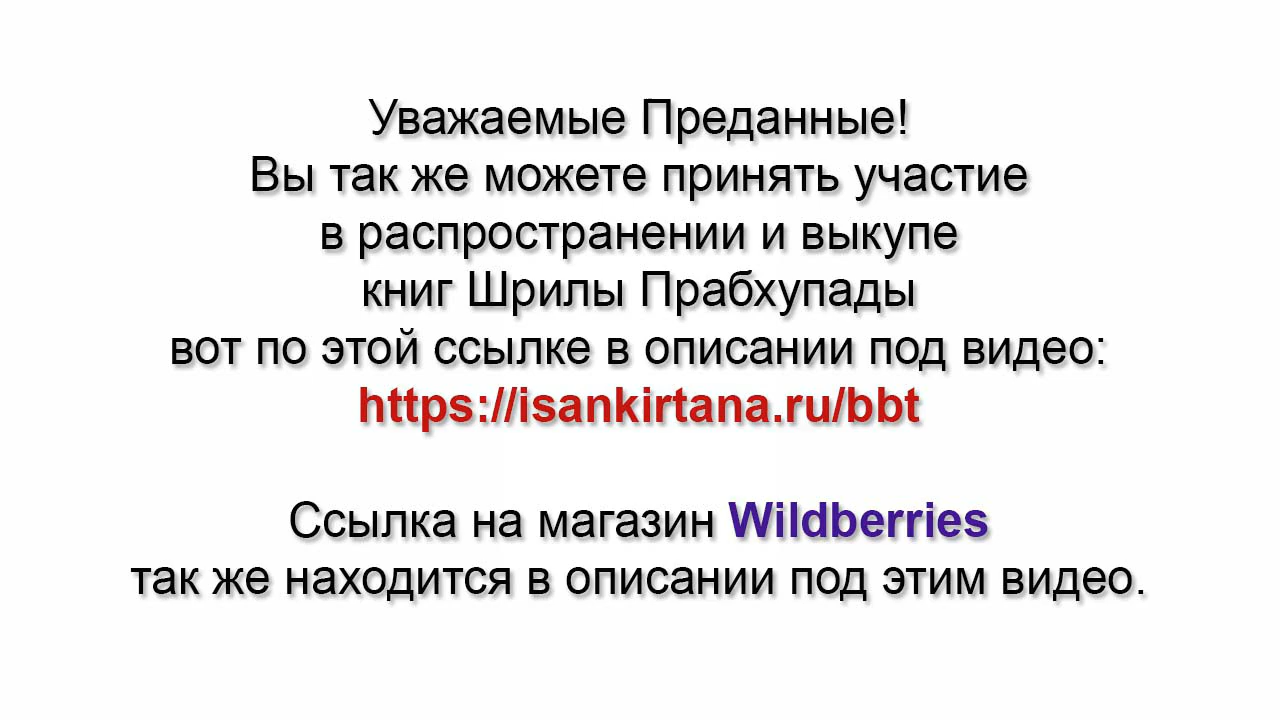 Уважаемые Преданные!
Вы так же можете принять участие
в распространении и выкупе
книг Шрилы Прабхупады
вот по этой ссылке в описании под видео:
https://isankirtana.ru/bbt
Ссылка на магазин Wildberries
так же находится в описании под этим видео.